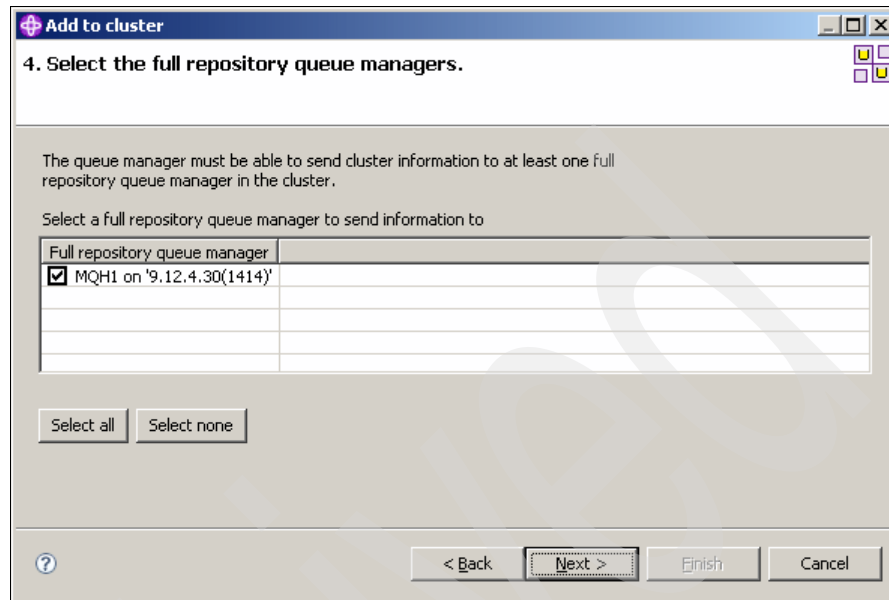 Add to cluster
4. Select the full repository queue managers.
The queue manager must be able to send cluster information to at least one full
repository queue manager in the cluster.
Select a full repository queue manager to send information to
Full repository queue manager
MQH1 on '9.12.4.30(1414)'
Select all Select none
< Back Next > Finish Cancel